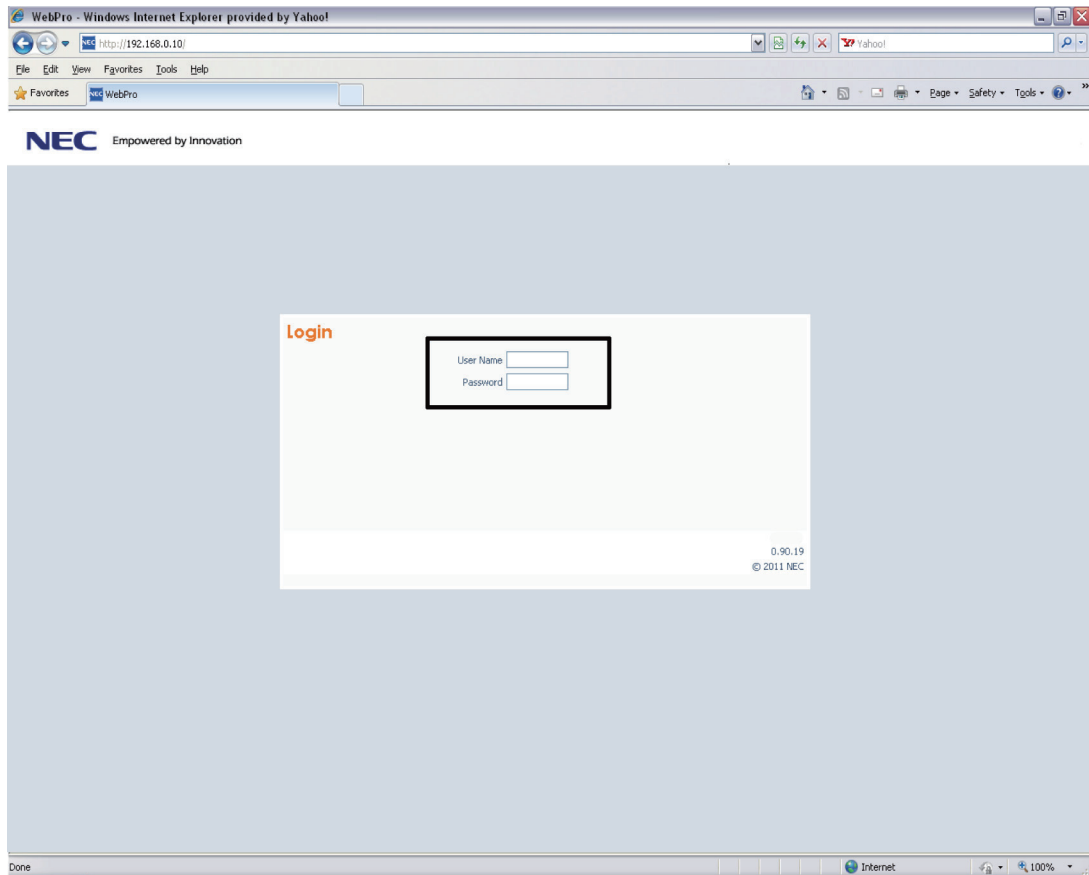 WebPro - Windows Internet Explorer provided by Yahoo!
NEC http://192.168.0.10/ Yahoo!
File Edit View Favorites Tools Help
Favorites NEC WebPro Page Safety Tools
NEC Empowered by Innovation
Login
User Name
Password
0.90.19
© 2011 NEC
Done Internet 100%